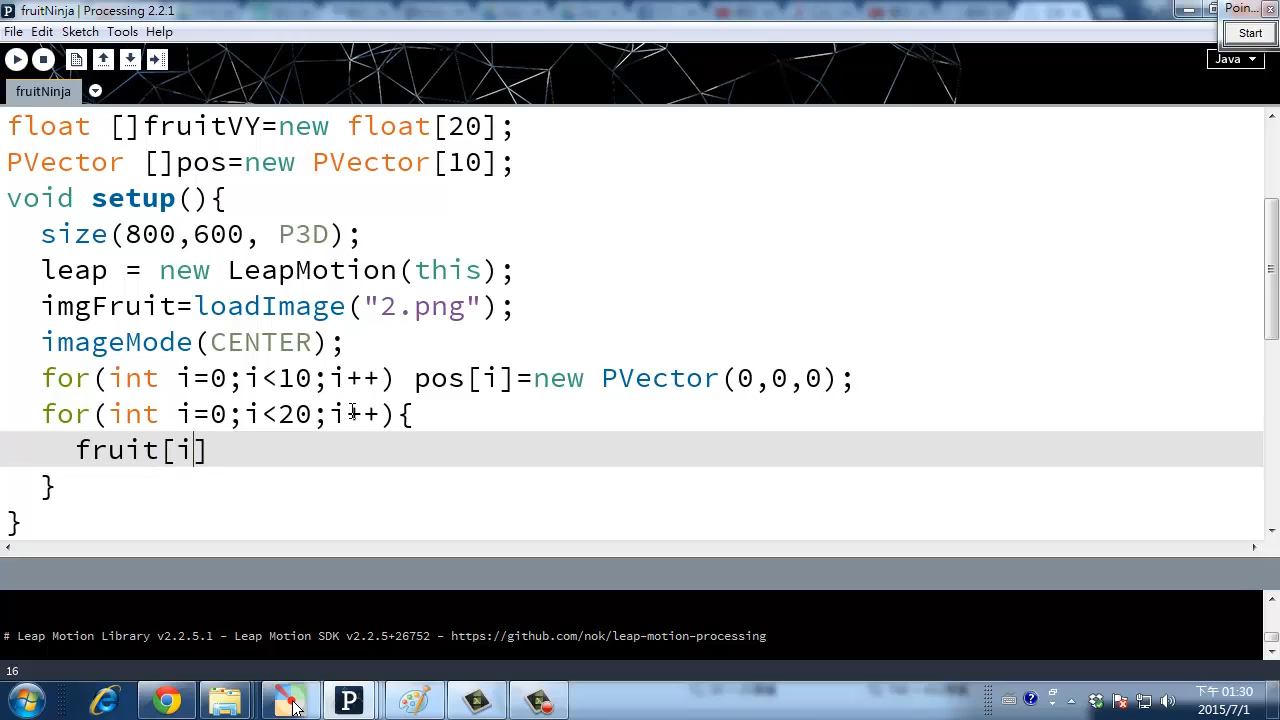 fruitNinja | Processing 2.2.1
Poin...
File Edit Sketch Tools Help
Start
Java
fruitNinja
float []fruitVY=new float[20];
PVector []pos=new PVector[10];
void setup(){
size(800,600, P3D);
leap = new LeapMotion(this);
imgFruit=loadImage("2.png");
imageMode(CENTER);
for(int i=0;i<10;i++) pos[i]=new PVector(0,0,0);
for(int i=0;i<20;i++){
fruit[i]
}
}
# Leap Motion Library v2.2.5.1 - Leap Motion SDK v2.2.5+26752 - https://github.com/nok/leap-motion-processing
16
下午 01:30
2015/7/1